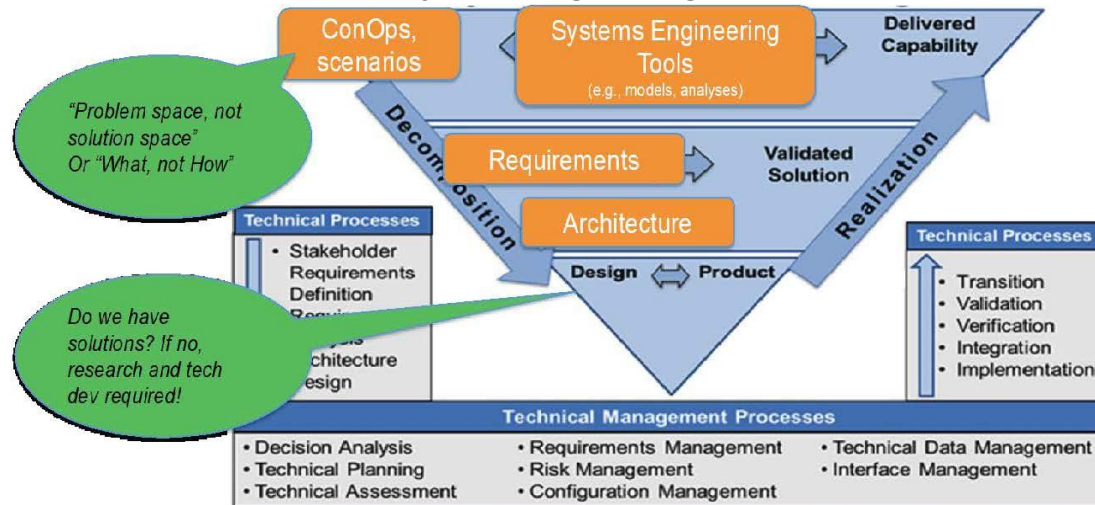 ConOps,
scenarios
Systems Engineering
Tools
(e.g., models, analyses)
Delivered
Capability
"Problem space, not
solution space"
Or "What, not How"
Decomposition
Requirements
Validated
Solution
Realization
Architecture
Design
Product
Technical Processes
• Stakeholder
Requirements
Definition
Design
Do we have
solutions? If no,
research and tech
dev required!
Technical Processes
• Transition
• Validation
• Verification
• Integration
• Implementation
Technical Management Processes
• Decision Analysis
• Technical Planning
• Technical Assessment
• Requirements Management
• Risk Management
• Configuration Management
• Technical Data Management
• Interface Management